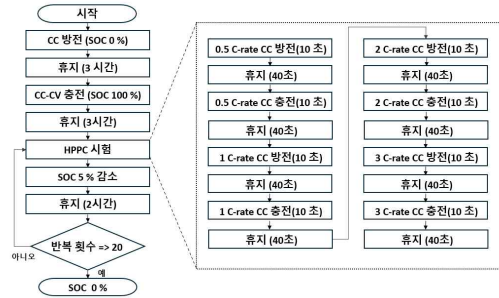 시작
CC 방전 (SOC 0 %)
휴지 (3 시간)
CC-CV 충전 (SOC 100 %)
휴지 (3시간)
HPPC 시험
SOC 5 % 감소
휴지 (2시간)
반복 횟수 => 20
아니오
예
SOC 0 %
0.5 C-rate CC 방전(10 초)
휴지 (40초)
0.5 C-rate CC 충전(10 초)
휴지 (40초)
1 C-rate CC 방전(10 초)
휴지 (40초)
1 C-rate CC 충전(10 초)
휴지 (40초)
2 C-rate CC 방전(10 초)
휴지 (40초)
2 C-rate CC 충전(10 초)
휴지 (40초)
3 C-rate CC 방전(10 초)
휴지 (40초)
3 C-rate CC 충전(10 초)
휴지 (40초)